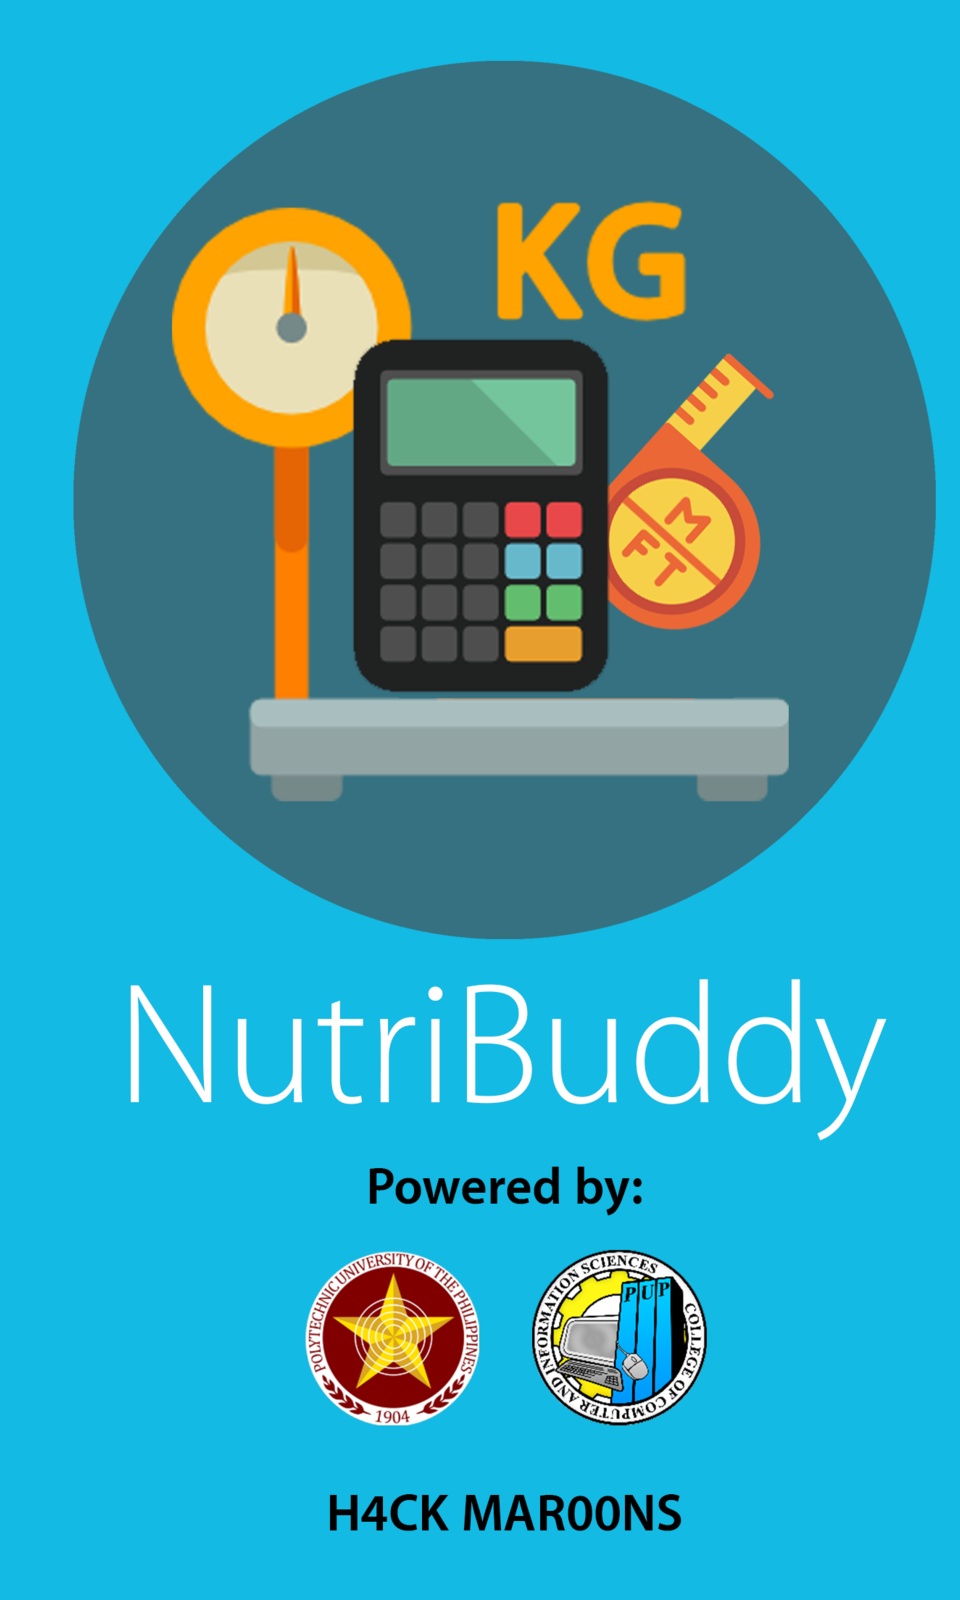 KG
M
FT
NutriBuddy
Powered by:
POLYTECHNIC UNIVERSITY OF THE PHILIPPINES
1904
COLLEGE OF COMPUTER AND INFORMATION SCIENCES
PUP
H4CK MAR00NS